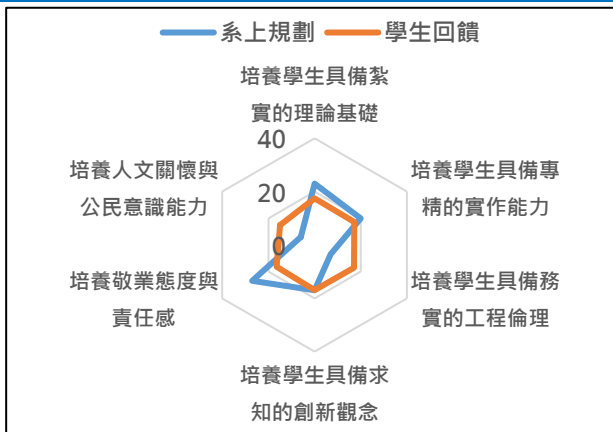 系上規劃 學生回饋
培養學生具備紮
實的理論基礎
40
培養人文關懷與
公民意識能力
培養學生具備專
精的實作能力
20
0
培養敬業態度與
責任感
培養學生具備務
實的工程倫理
培養學生具備求
知的創新觀念